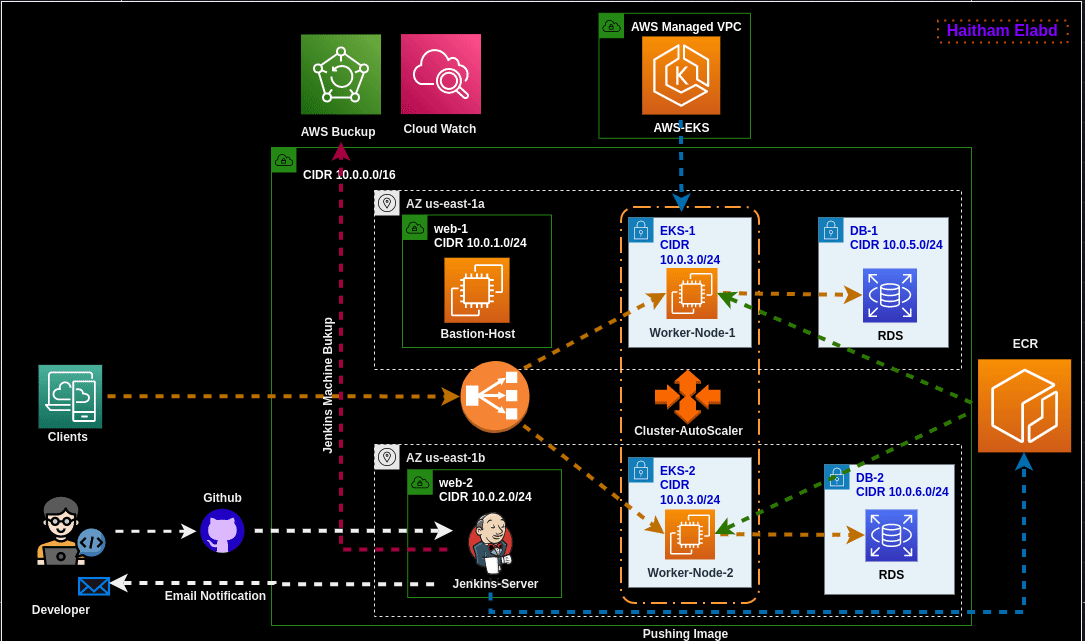 AWS Managed VPC
Haitham Elabd
AWS Buckup
Cloud Watch
AWS-EKS
CIDR 10.0.0.0/16
AZ us-east-1a
web-1
CIDR 10.0.1.0/24
Bastion-Host
EKS-1
CIDR
10.0.3.0/24
Worker-Node-1
DB-1
CIDR 10.0.5.0/24
RDS
ECR
Jenkins Machine Bukup
Clients
Cluster-AutoScaler
AZ us-east-1b
web-2
CIDR 10.0.2.0/24
Jenkins-Server
EKS-2
CIDR
10.0.3.0/24
Worker-Node-2
DB-2
CIDR 10.0.6.0/24
RDS
Github
Email Notification
Developer
Pushing Image